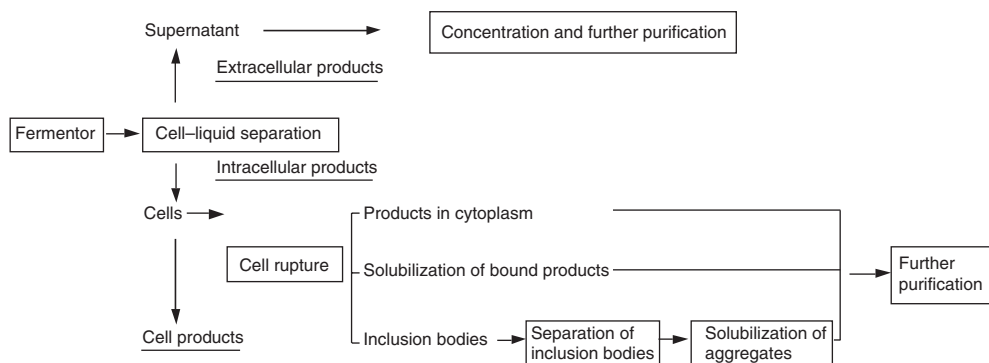 Supernatant
Concentration and further purification
Extracellular products
Fermentor
Cell–liquid separation
Intracellular products
Cells
Products in cytoplasm
Cell rupture
Solubilization of bound products
Further
purification
Cell products
Inclusion bodies
Separation of
inclusion bodies
Solubilization of
aggregates